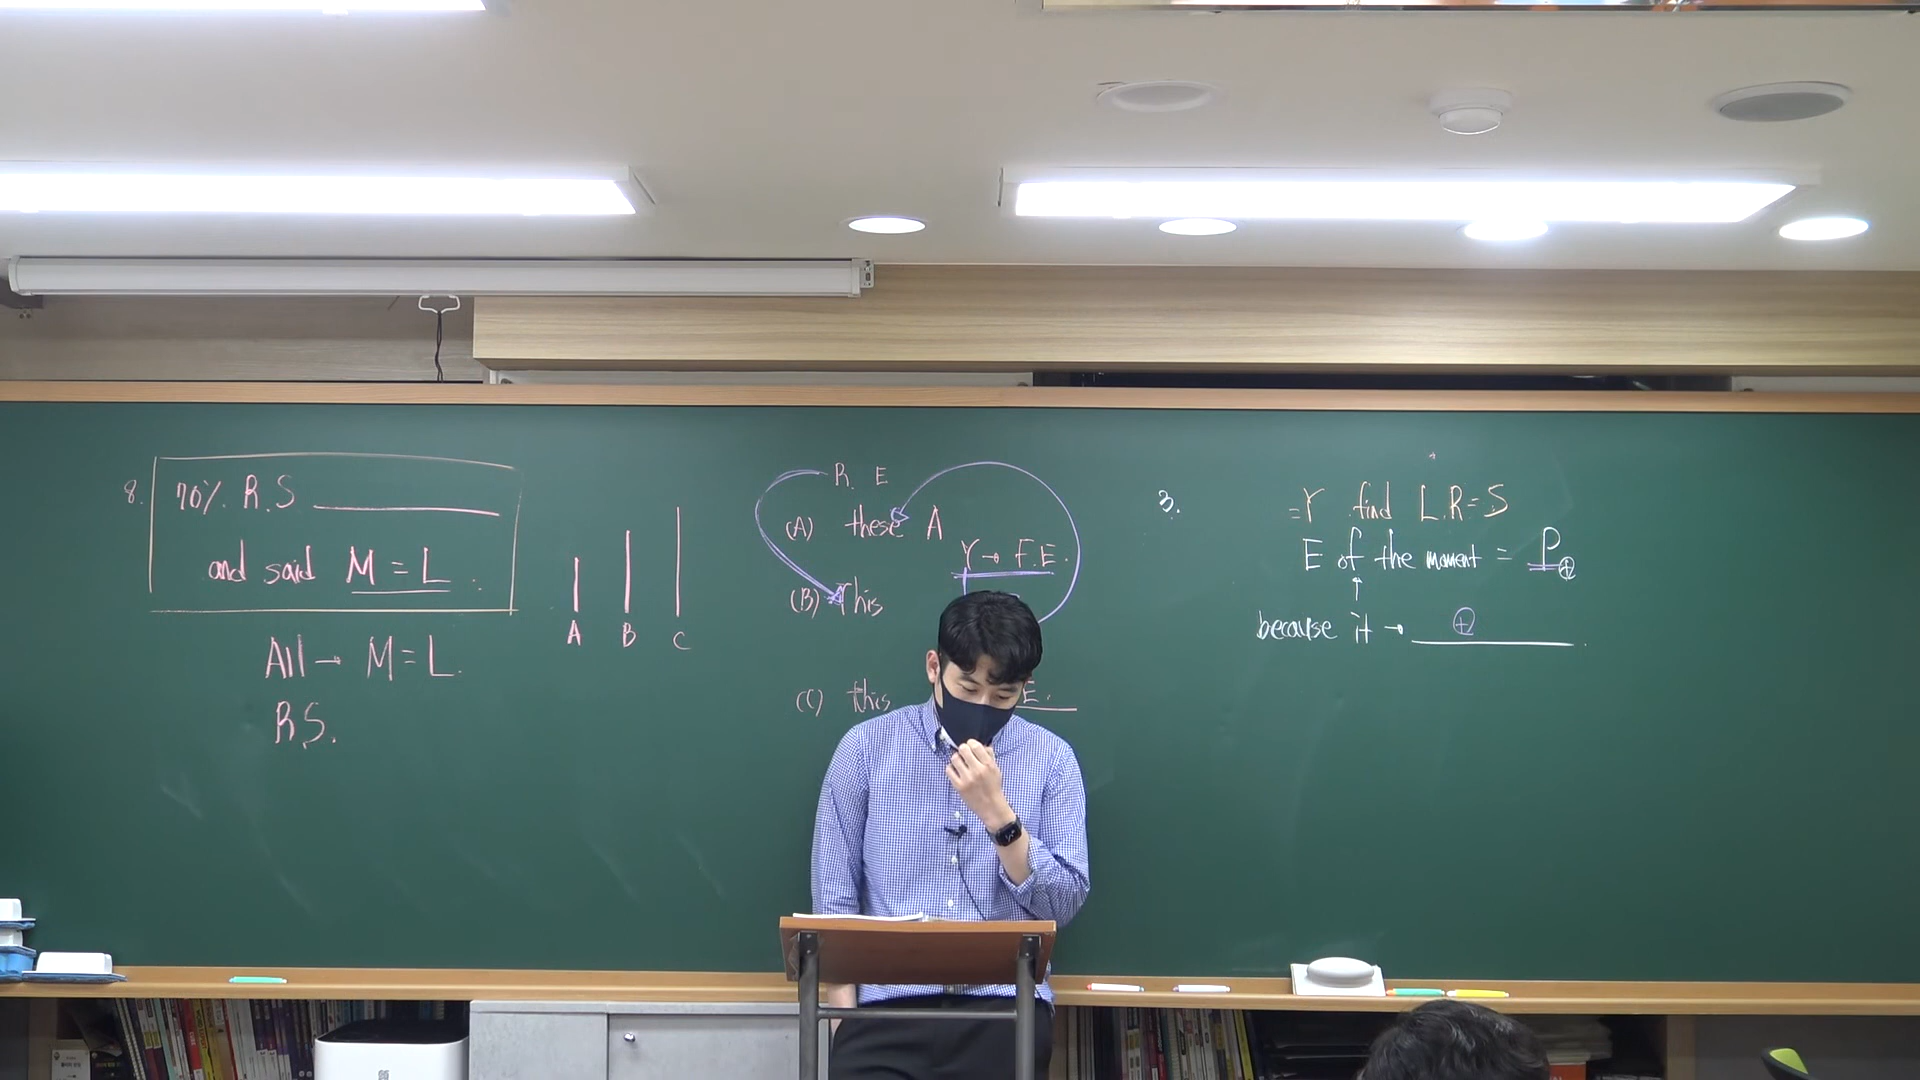 8.
70% R.S
and said M = L .
All → M = L.
R S.
A B C
R. E
(A) these A
Y → F.E.
(B) This
(C) this E.
3.
= Y find L.R = S
E of the moment = P ⊕
because it → ⊕ .